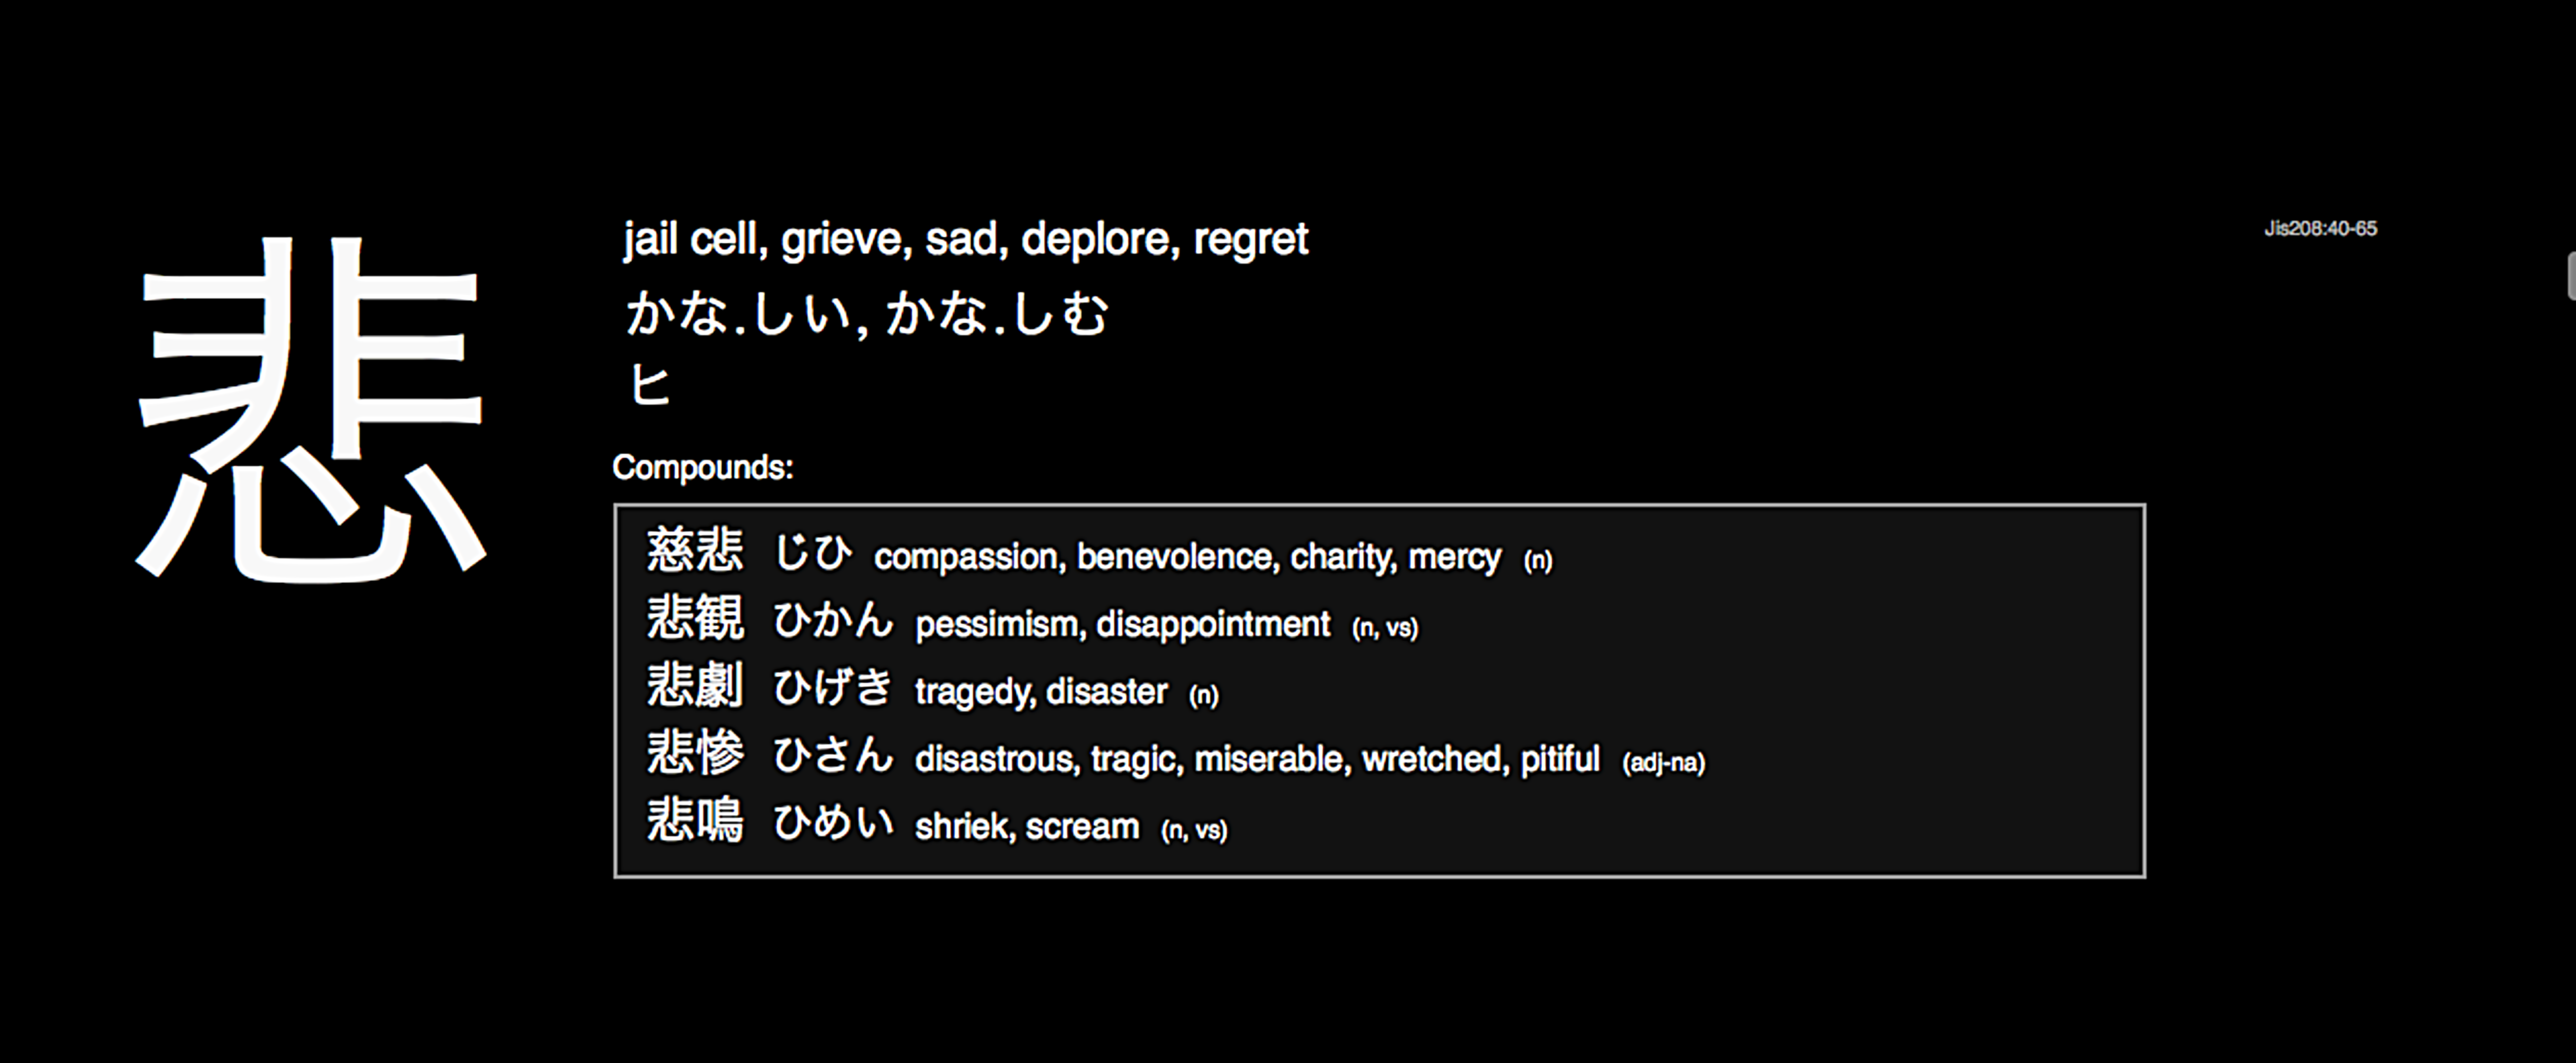 悲
jail cell, grieve, sad, deplore, regret
Jis208:40-65
かな.しい, かな.しむ
ヒ
Compounds:
慈悲 じひ compassion, benevolence, charity, mercy (n)
悲観 ひかん pessimism, disappointment (n, vs)
悲劇 ひげき tragedy, disaster (n)
悲惨 ひさん disastrous, tragic, miserable, wretched, pitiful (adj-na)
悲鳴 ひめい shriek, scream (n, vs)